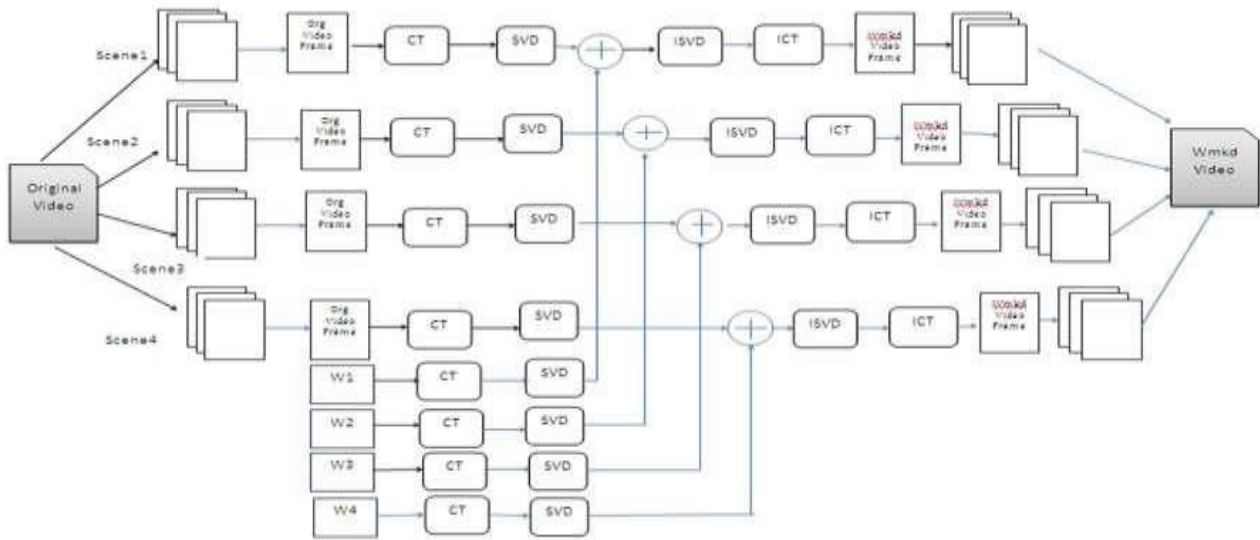 Original
Video
Scene1
Org
Video
Frame
CT
SVD
ISVD
ICT
Wmkd
Video
Frame
Scene2
Org
Video
Frame
CT
SVD
ISVD
ICT
Wmkd
Video
Frame
Scene3
Org
Video
Frame
CT
SVD
ISVD
ICT
Wmkd
Video
Frame
Scene4
Org
Video
Frame
CT
SVD
ISVD
ICT
Wmkd
Video
Frame
W1
CT
SVD
W2
CT
SVD
W3
CT
SVD
W4
CT
SVD
Wmkd
Video